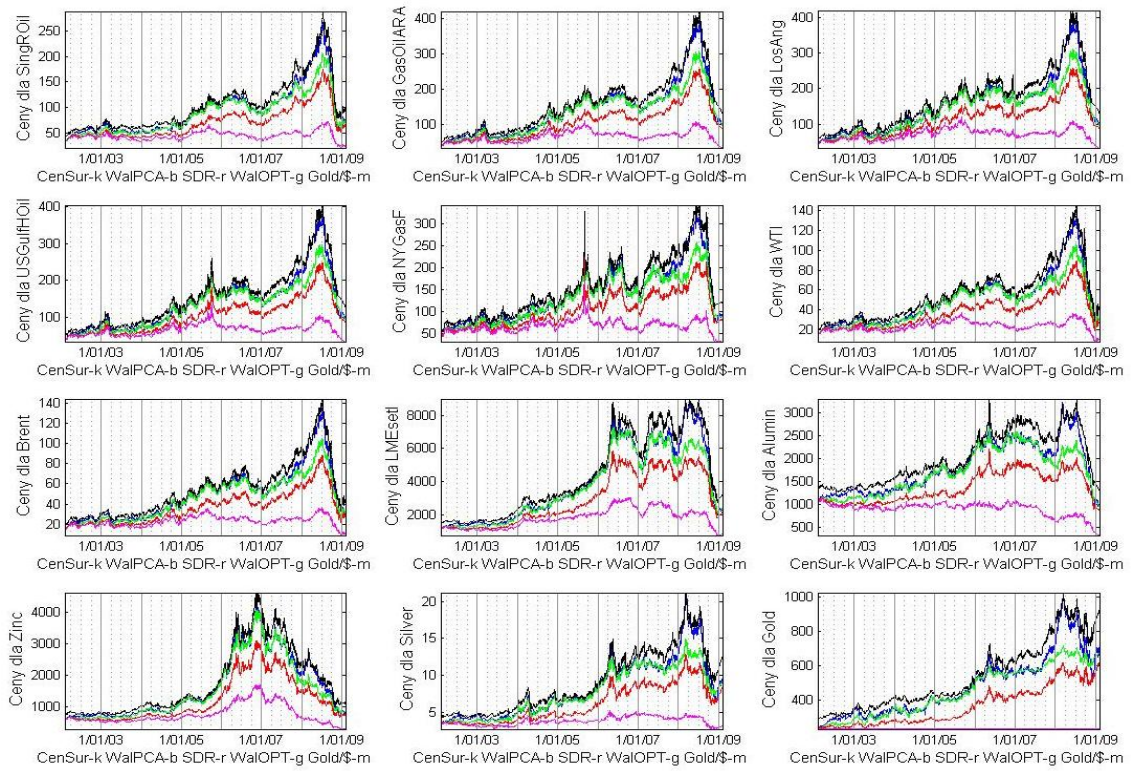 Ceny dla SingROil
250
200
150
100
50
1/01/03 1/01/05 1/01/07 1/01/09
CenSur-k WalPCA-b SDR-r WalOPT-g Gold/$-m
Ceny dla GasOilARA
400
300
200
100
1/01/03 1/01/05 1/01/07 1/01/09
CenSur-k WalPCA-b SDR-r WalOPT-g Gold/$-m
Ceny dla LosAng
400
300
200
100
1/01/03 1/01/05 1/01/07 1/01/09
CenSur-k WalPCA-b SDR-r WalOPT-g Gold/$-m
Ceny dla USGulfHOil
400
300
200
100
1/01/03 1/01/05 1/01/07 1/01/09
CenSur-k WalPCA-b SDR-r WalOPT-g Gold/$-m
Ceny dla NYGasF
300
250
200
150
100
50
1/01/03 1/01/05 1/01/07 1/01/09
CenSur-k WalPCA-b SDR-r WalOPT-g Gold/$-m
Ceny dla WTI
140
120
100
80
60
40
20
1/01/03 1/01/05 1/01/07 1/01/09
CenSur-k WalPCA-b SDR-r WalOPT-g Gold/$-m
Ceny dla Brent
140
120
100
80
60
40
20
1/01/03 1/01/05 1/01/07 1/01/09
CenSur-k WalPCA-b SDR-r WalOPT-g Gold/$-m
Ceny dla LMEsetl
8000
6000
4000
2000
1/01/03 1/01/05 1/01/07 1/01/09
CenSur-k WalPCA-b SDR-r WalOPT-g Gold/$-m
Ceny dla Alumin
3000
2500
2000
1500
1000
500
1/01/03 1/01/05 1/01/07 1/01/09
CenSur-k WalPCA-b SDR-r WalOPT-g Gold/$-m
Ceny dla Zinc
4000
3000
2000
1000
1/01/03 1/01/05 1/01/07 1/01/09
CenSur-k WalPCA-b SDR-r WalOPT-g Gold/$-m
Ceny dla Silver
20
15
10
5
1/01/03 1/01/05 1/01/07 1/01/09
CenSur-k WalPCA-b SDR-r WalOPT-g Gold/$-m
Ceny dla Gold
1000
800
600
400
1/01/03 1/01/05 1/01/07 1/01/09
CenSur-k WalPCA-b SDR-r WalOPT-g Gold/$-m